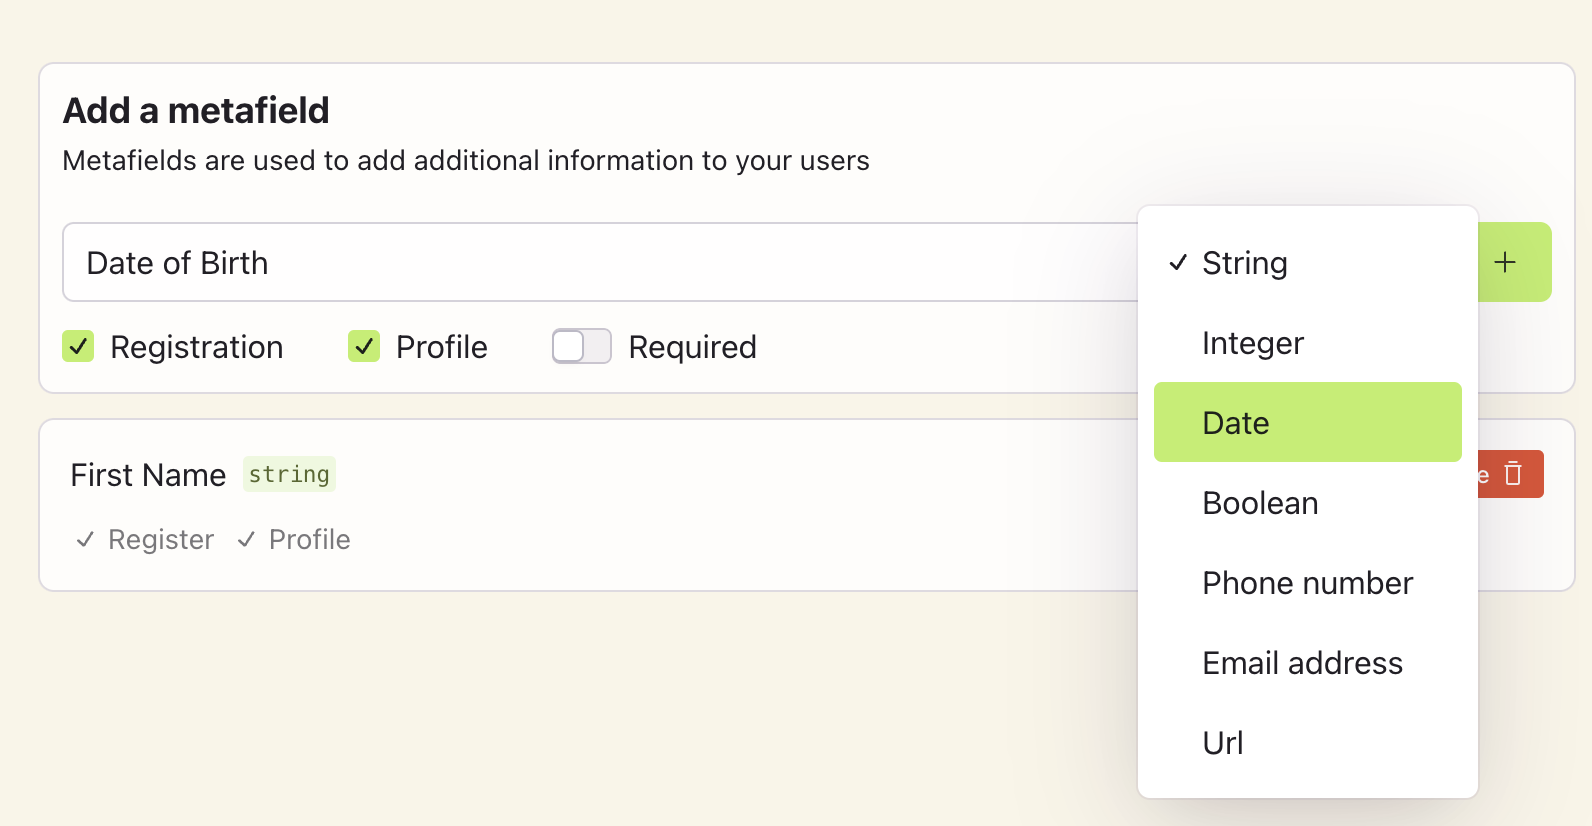 Add a metafield
Metafields are used to add additional information to your users
Date of Birth
Registration
Profile
Required
String
Integer
Date
Boolean
Phone number
Email address
Url
First Name
string
Register
Profile